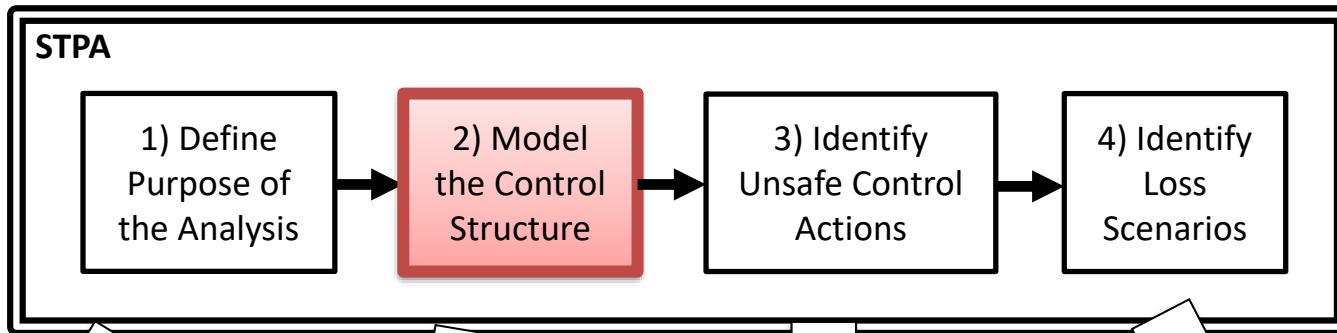 STPA
1) Define
Purpose of
the Analysis
2) Model
the Control
Structure
3) Identify
Unsafe Control
Actions
4) Identify
Loss
Scenarios